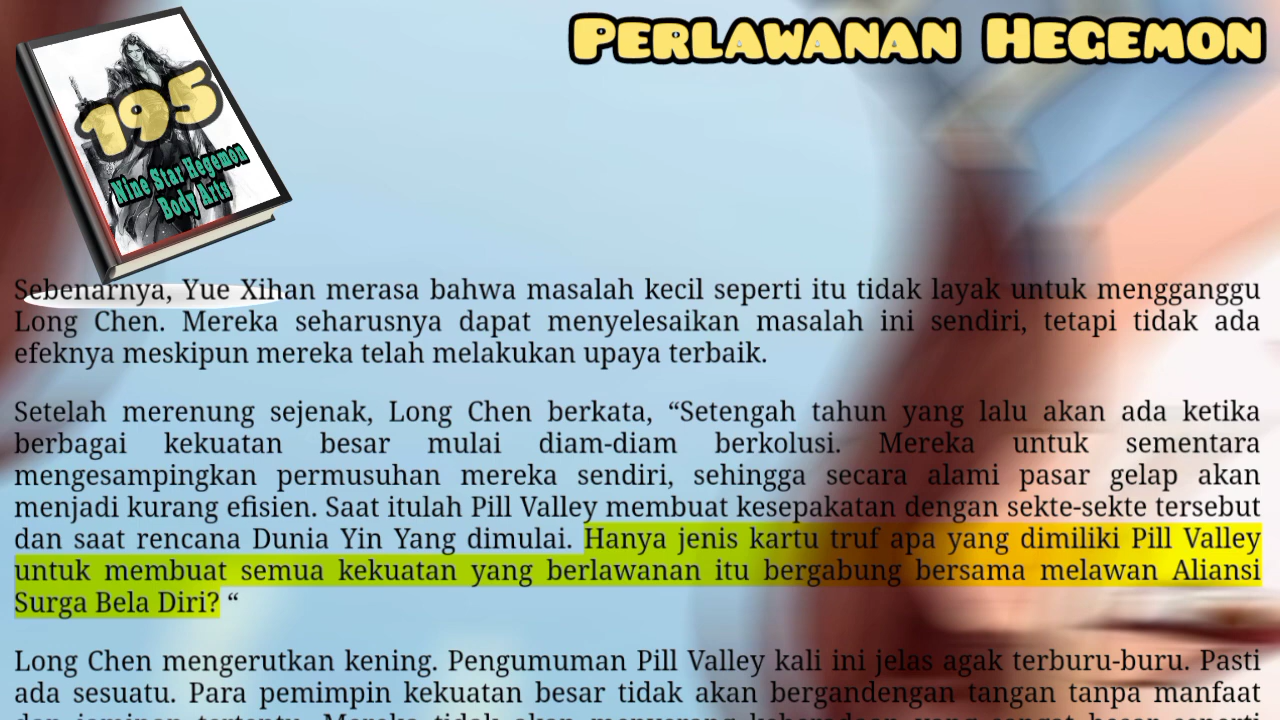 Perlawanan Hegemon
195
Nine Star Hegemon
Body Arts
Sebenarnya, Yue Xihan merasa bahwa masalah kecil seperti itu tidak layak untuk mengganggu
Long Chen. Mereka seharusnya dapat menyelesaikan masalah ini sendiri, tetapi tidak ada
efeknya meskipun mereka telah melakukan upaya terbaik.
Setelah merenung sejenak, Long Chen berkata, “Setengah tahun yang lalu akan ada ketika
berbagai kekuatan besar mulai diam-diam berkolusi. Mereka untuk sementara
mengesampingkan permusuhan mereka sendiri, sehingga secara alami pasar gelap akan
menjadi kurang efisien. Saat itulah Pill Valley membuat kesepakatan dengan sekte-sekte tersebut
dan saat rencana Dunia Yin Yang dimulai. Hanya jenis kartu truf apa yang dimiliki Pill Valley
untuk membuat semua kekuatan yang berlawanan itu bergabung bersama melawan Aliansi
Surga Bela Diri? “
Long Chen mengerutkan kening. Pengumuman Pill Valley kali ini jelas agak terburu-buru. Pasti
ada sesuatu. Para pemimpin kekuatan besar tidak akan bergandengan tangan tanpa manfaat